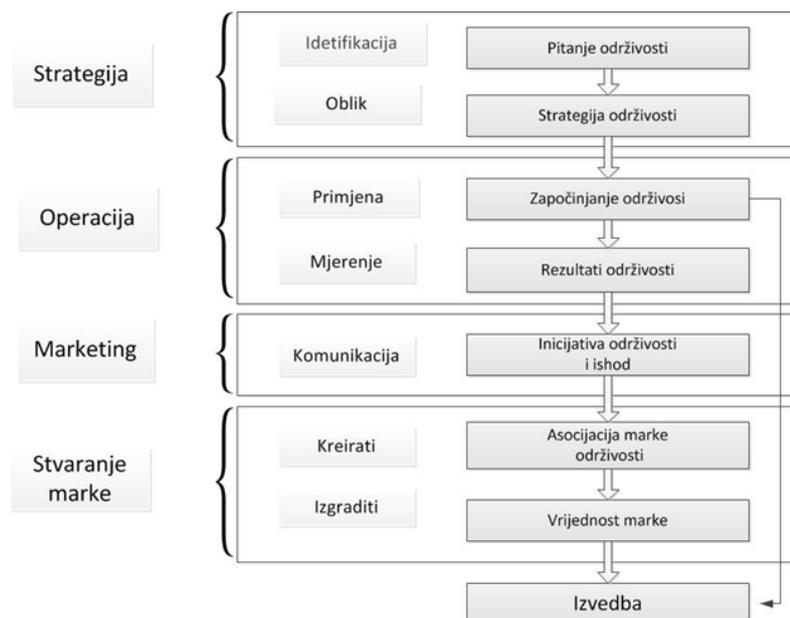 Strategija
Idetifikacija
Pitanje održivosti
Oblik
Strategija održivosti
Operacija
Primjena
Započinjanje održivosi
Mjerenje
Rezultati održivosti
Marketing
Komunikacija
Inicijativa održivosti
i ishod
Stvaranje
marke
Kreirati
Asocijacija marke
održivosti
Izgraditi
Vrijednost marke
Izvedba